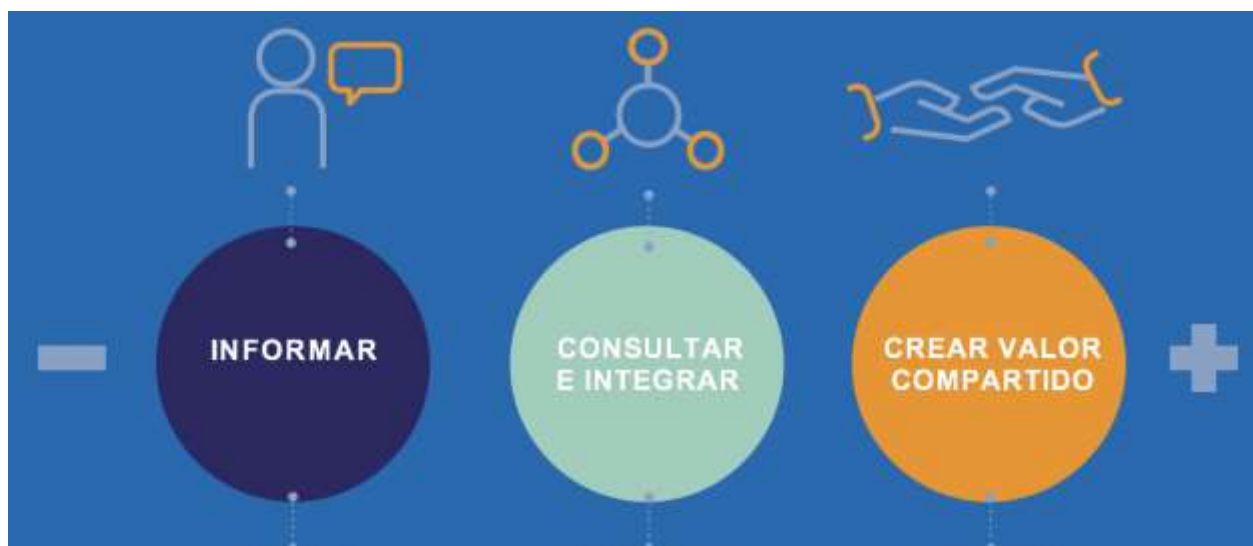 INFORMAR
CONSULTAR
E INTEGRAR
CREAR VALOR
COMPARTIDO